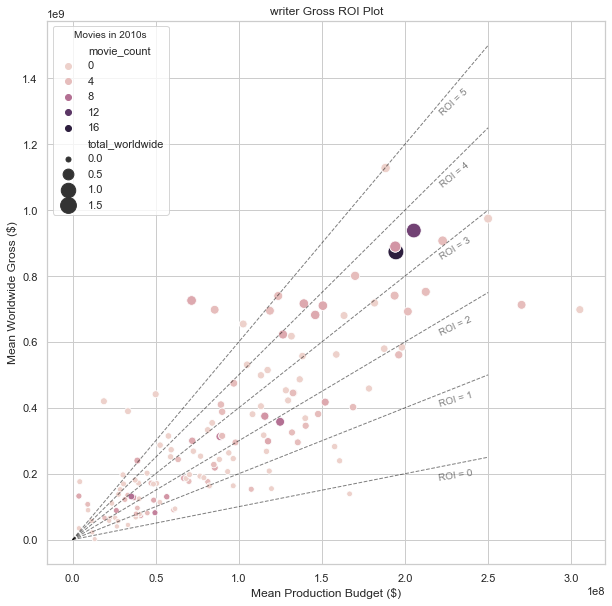 writer Gross ROI Plot
1e9
Movies in 2010s
movie_count
0
4
8
12
16
total_worldwide
0.0
0.5
1.0
1.5
ROI = 5
ROI = 4
ROI = 3
ROI = 2
ROI = 1
ROI = 0
1.4
1.2
1.0
0.8
0.6
0.4
0.2
0.0
Mean Worldwide Gross ($)
0.0
0.5
1.0
1.5
2.0
2.5
3.0
1e8
Mean Production Budget ($)